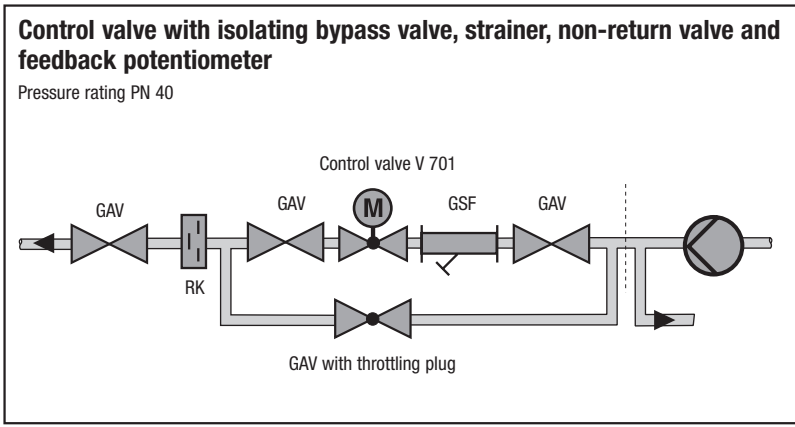 Control valve with isolating bypass valve, strainer, non-return valve and
feedback potentiometer
Pressure rating PN 40
Control valve V 701
GAV
GAV
M
GSF
GAV
RK
GAV with throttling plug